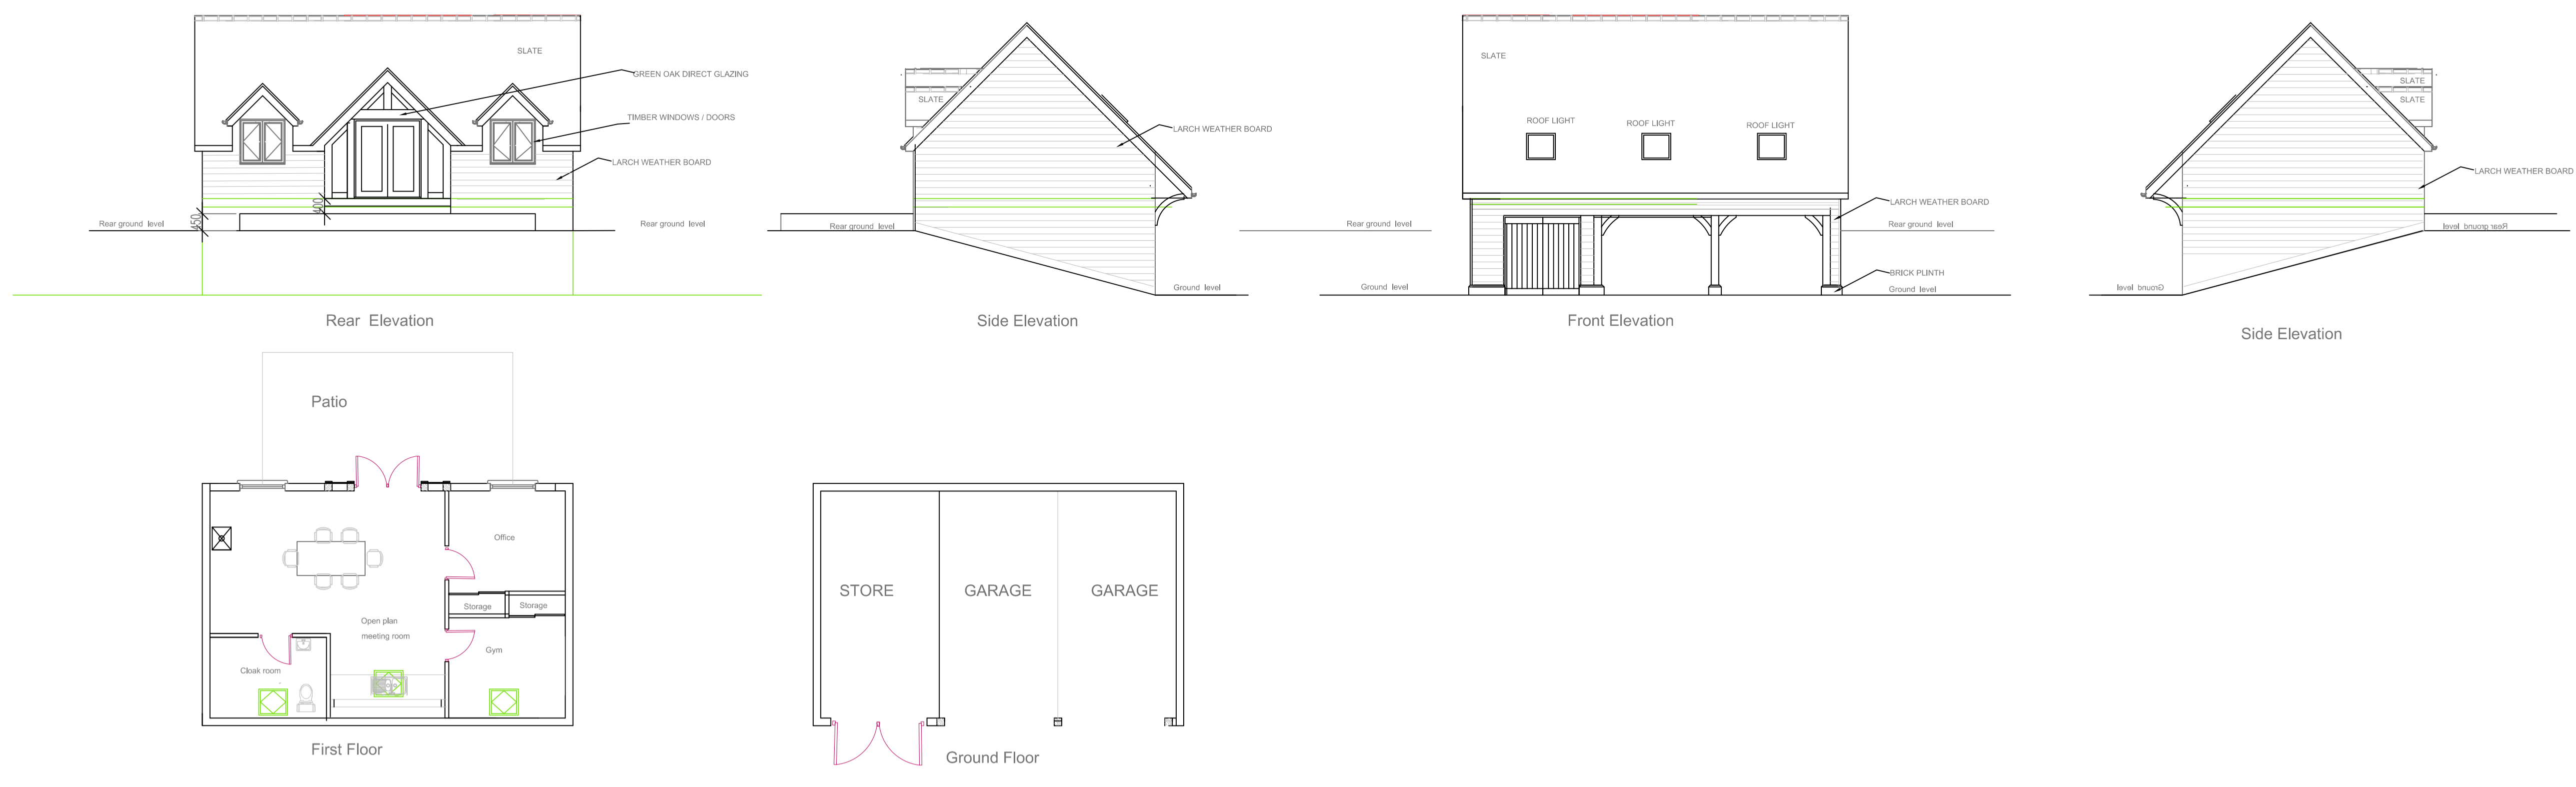 SLATE
GREEN OAK DIRECT GLAZING
TIMBER WINDOWS / DOORS
LARCH WEATHER BOARD
Rear ground level
450
400
Rear ground level
Rear Elevation
SLATE
LARCH WEATHER BOARD
Rear ground level
Ground level
Side Elevation
SLATE
ROOF LIGHT
ROOF LIGHT
ROOF LIGHT
LARCH WEATHER BOARD
Rear ground level
Rear ground level
BRICK PLINTH
Ground level
Ground level
Front Elevation
SLATE
SLATE
LARCH WEATHER BOARD
Rear ground level
Ground level
Side Elevation
Patio
Office
Storage
Storage
Open plan
meeting room
Gym
Cloak room
First Floor
STORE
GARAGE
GARAGE
Ground Floor